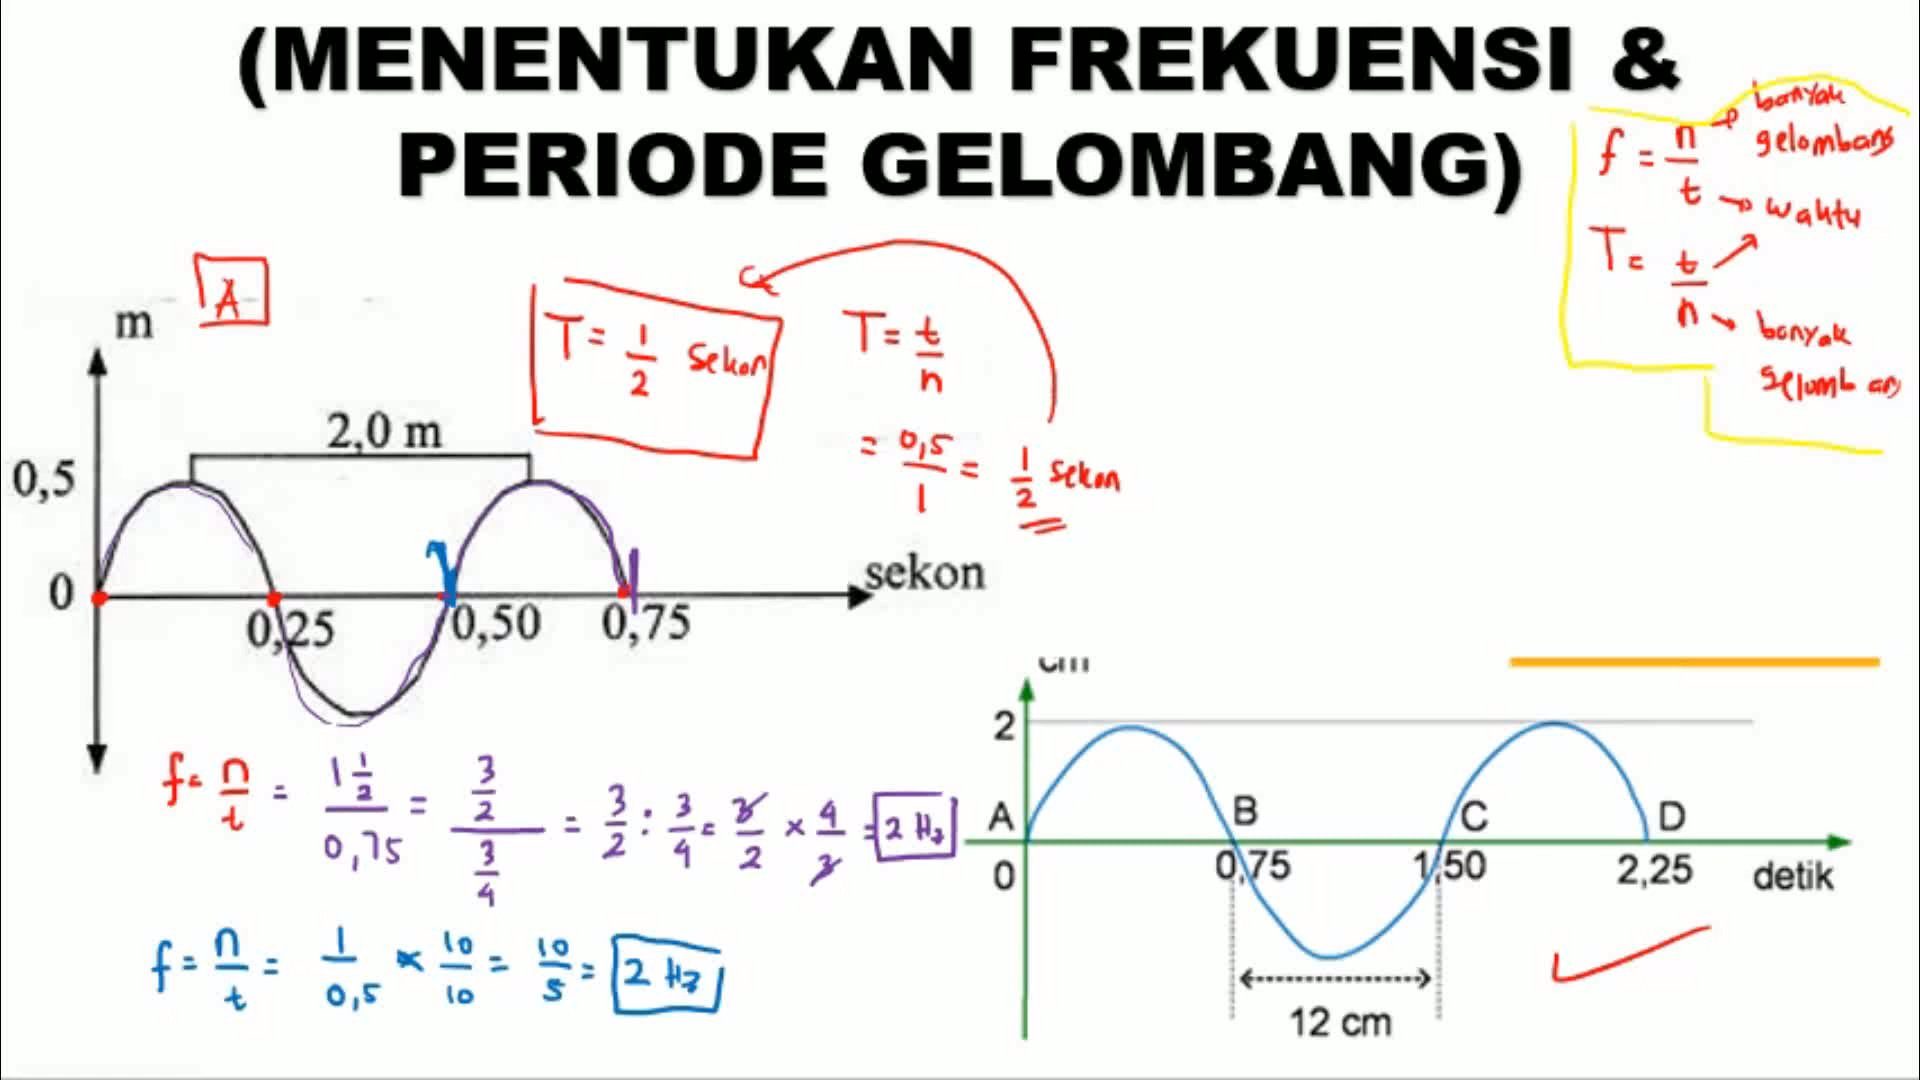 (MENENTUKAN FREKUENSI &
PERIODE GELOMBANG)
f = n/t → banyak gelombang
→ waktu
T = t/n
→ banyak
A
m
T = 1/2 Sekon
T = t/n
= 0,5/1 = 1/2 Sekon
2,0 m
0,5
0
sekon
0,25
0,50
0,75
f = n/t = 1 1/2 / 0,75 = 3/2 / 3/4 = 3/2 : 3/4 = 3/2 × 4/3 = 2 Hz
f = n/t = 1/0,5 × 10/10 = 10/5 = 2 Hz
cm
2
A
B
C
D
0
0,75
1,50
2,25
detik
12 cm